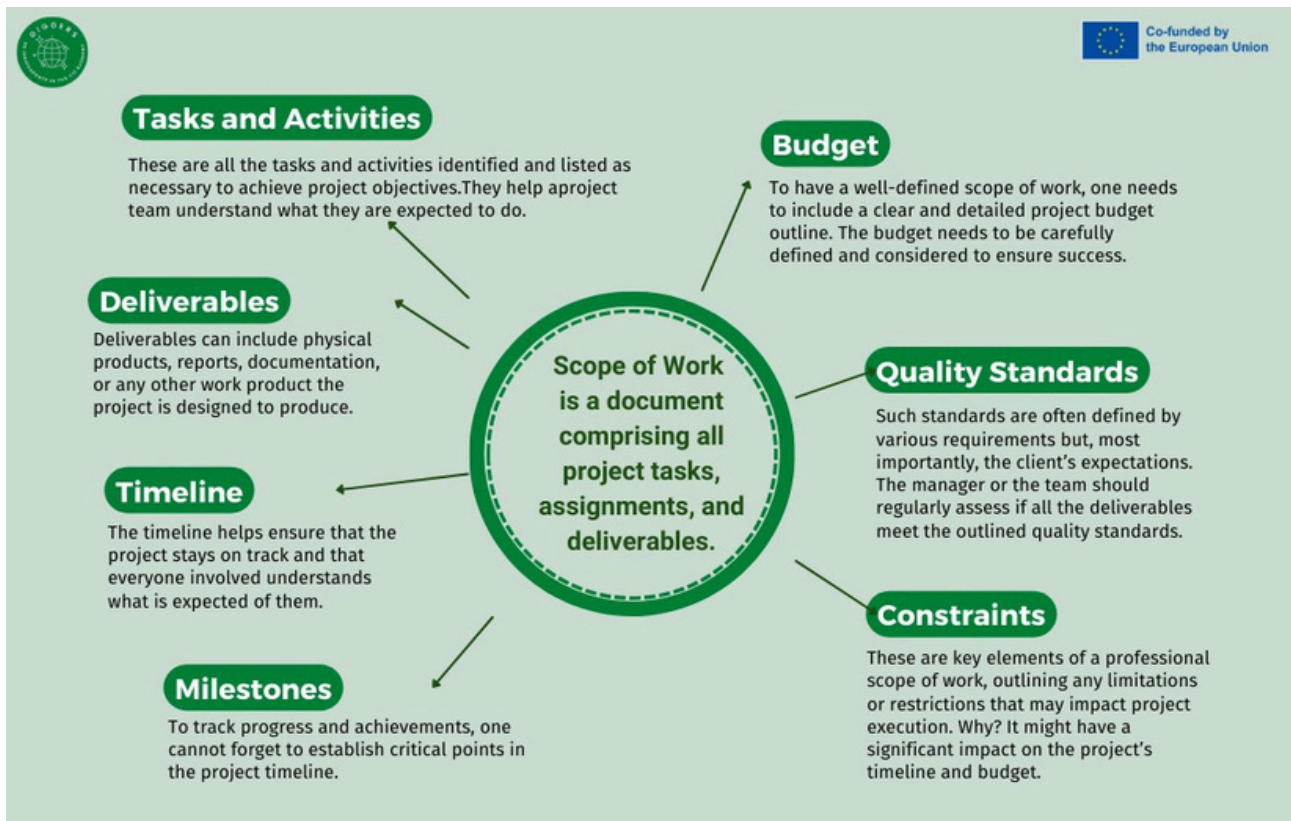 GIGGERS
Co-funded by
the European Union
Tasks and Activities
These are all the tasks and activities identified and listed as
necessary to achieve project objectives.They help aproject
team understand what they are expected to do.
Budget
To have a well-defined scope of work, one needs
to include a clear and detailed project budget
outline. The budget needs to be carefully
defined and considered to ensure success.
Deliverables
Deliverables can include physical
products, reports, documentation,
or any other work product the
project is designed to produce.
Scope of Work
is a document
comprising all
project tasks,
assignments, and
deliverables.
Quality Standards
Such standards are often defined by
various requirements but, most
importantly, the client’s expectations.
The manager or the team should
regularly assess if all the deliverables
meet the outlined quality standards.
Timeline
The timeline helps ensure that the
project stays on track and that
everyone involved understands
what is expected of them.
Constraints
These are key elements of a professional
scope of work, outlining any limitations
or restrictions that may impact project
execution. Why? It might have a
significant impact on the project’s
timeline and budget.
Milestones
To track progress and achievements, one
cannot forget to establish critical points in
the project timeline.